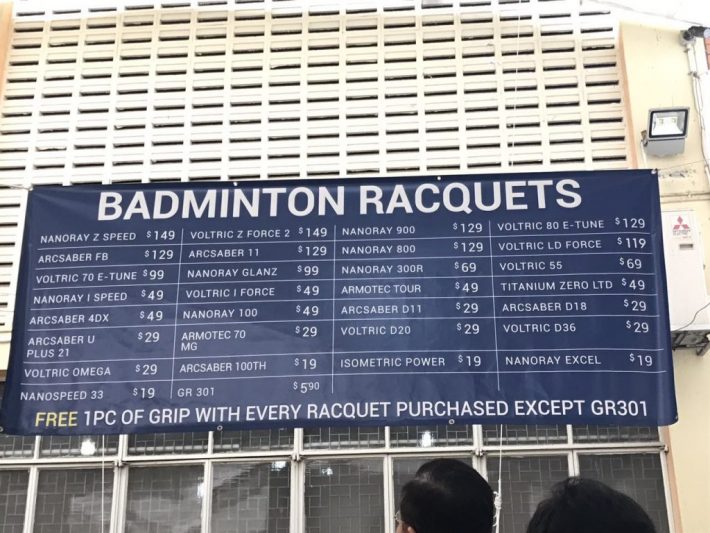 BADMINTON RACQUETS
NANORAY Z SPEED $149 VOLTRIC Z FORCE 2 $149 NANORAY 900 $129 VOLTRIC 80 E-TUNE $129
ARCSABER FB $129 ARCSABER 11 $129 NANORAY 800 $129 VOLTRIC LD FORCE $119
VOLTRIC 70 E-TUNE $99 NANORAY GLANZ $99 NANORAY 300R $69 VOLTRIC 55 $69
NANORAY I SPEED $49 VOLTRIC I FORCE $49 ARMOTEC TOUR $49 TITANIUM ZERO LTD $49
ARCSABER 4DX $49 NANORAY 100 $49 ARCSABER D11 $29 ARCSABER D18 $29
ARCSABER U PLUS 21 $29 ARMOTEC 70 MG $29 VOLTRIC D20 $29 VOLTRIC D36 $29
VOLTRIC OMEGA $29 ARCSABER 100TH $19 ISOMETRIC POWER $19 NANORAY EXCEL $19
NANOSPEED 33 $19 GR 301 $5.90
FREE 1PC OF GRIP WITH EVERY RACQUET PURCHASED EXCEPT GR301